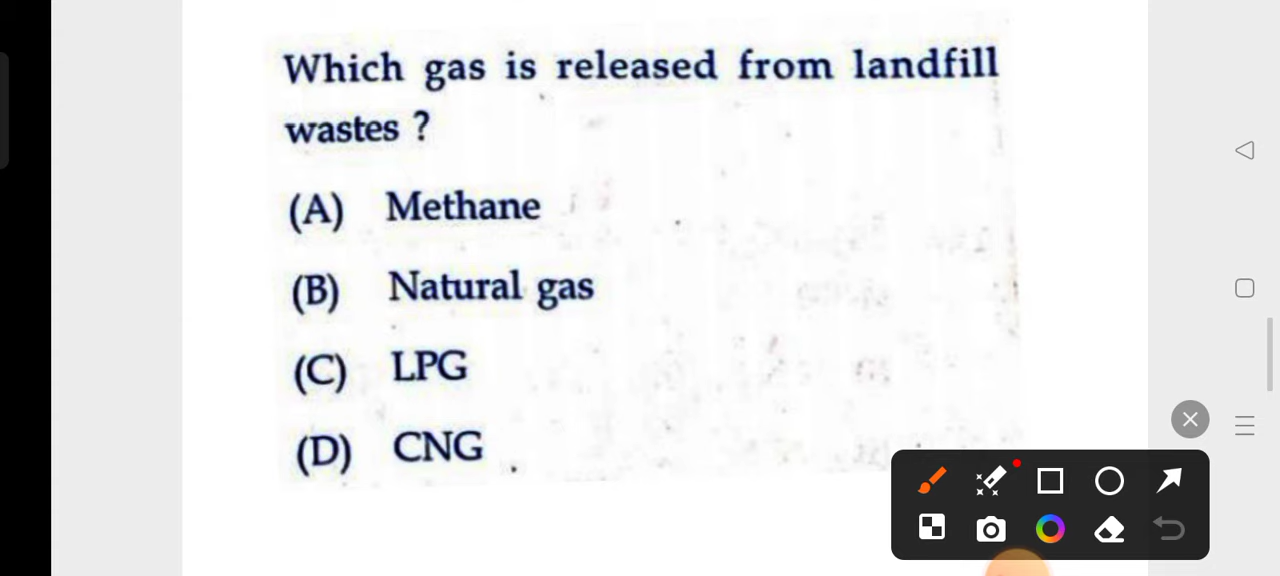 Which gas is released from landfill
wastes ?
(A) Methane
(B) Natural gas
(C) LPG
(D) CNG